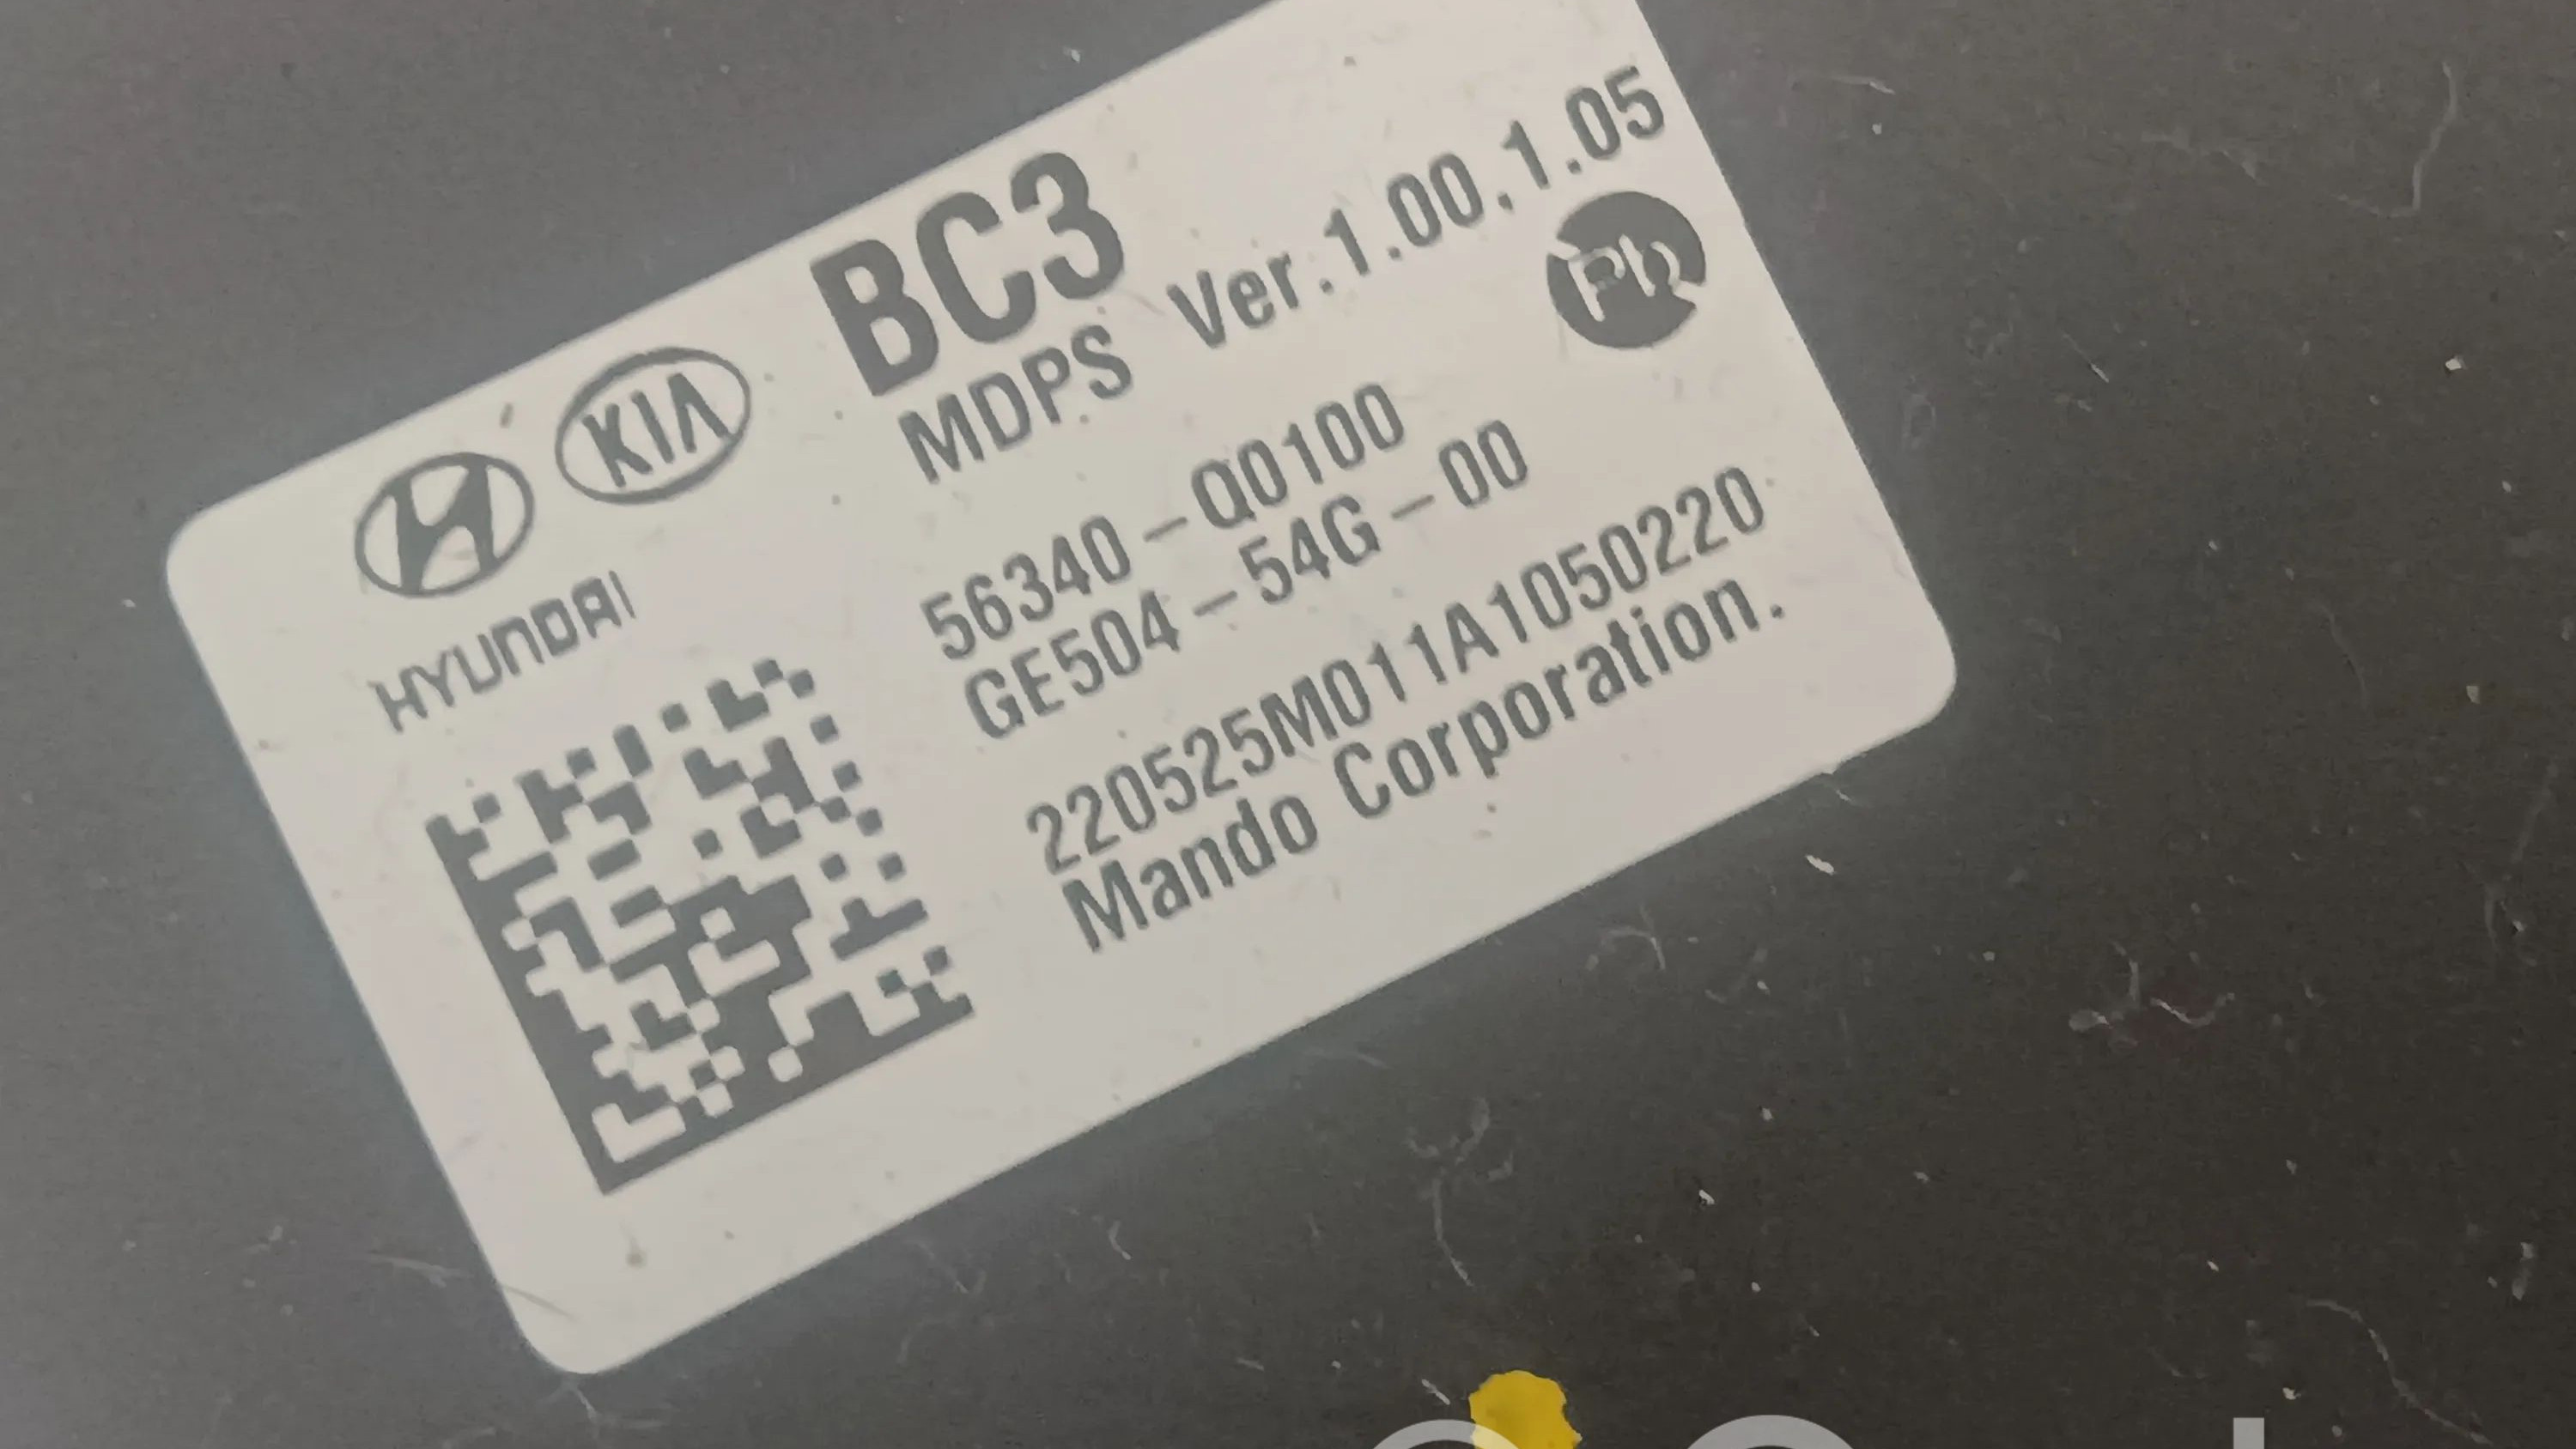 BC3
KIA
HYUNDAI
MDPS Ver.1.00.1.05
Pb
56340-Q0100
GE504-54G-00
220525M011A1050220
Mando Corporation.